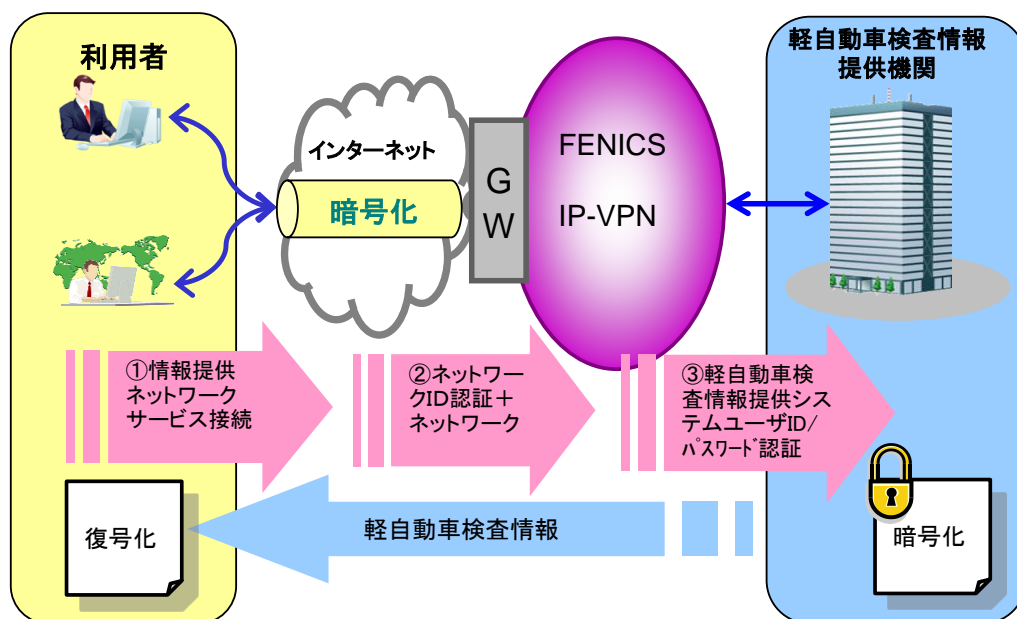 利用者
軽自動車検査情報
提供機関
インターネット
暗号化
G
W
FENICS
IP-VPN
①情報提供
ネットワーク
サービス接続
②ネットワー
クID認証＋
ネットワーク
③軽自動車検
査情報提供シス
テムユーザID/
ﾊﾟｽﾜｰﾄﾞ認証
復号化
軽自動車検査情報
暗号化